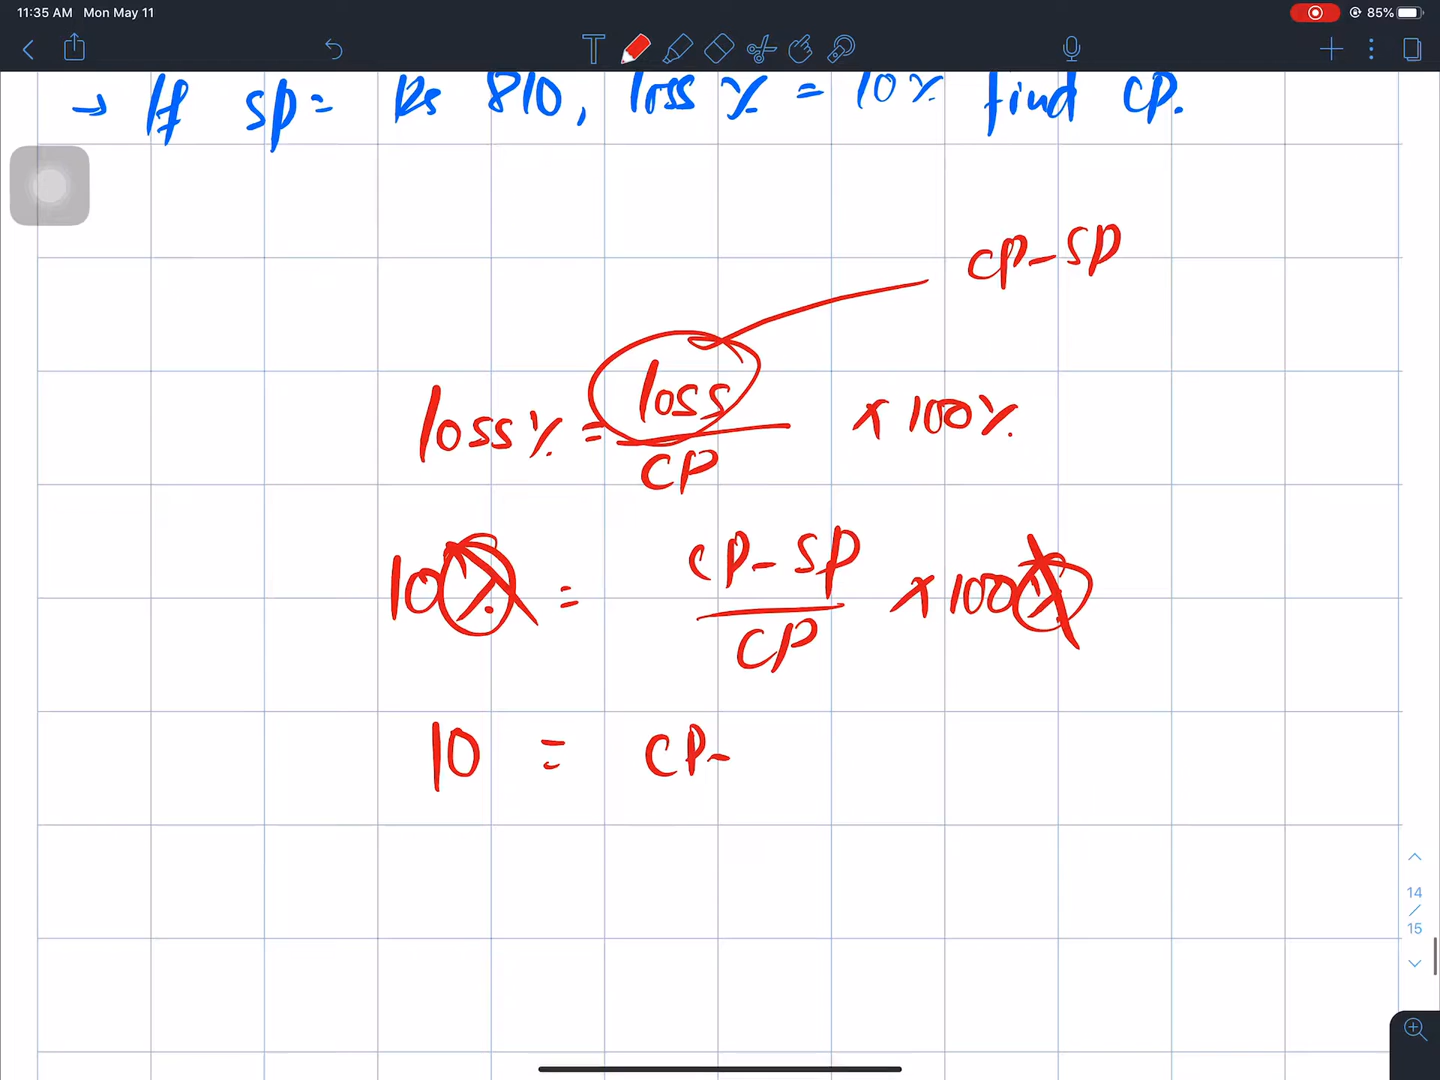 11:35 AM Mon May 11
85%
→ If SP = Rs 810, loss % = 10% find CP.
CP - SP
loss% = loss / CP × 100%
10% = CP - SP / CP × 100%
10 = CP -
14
/
15